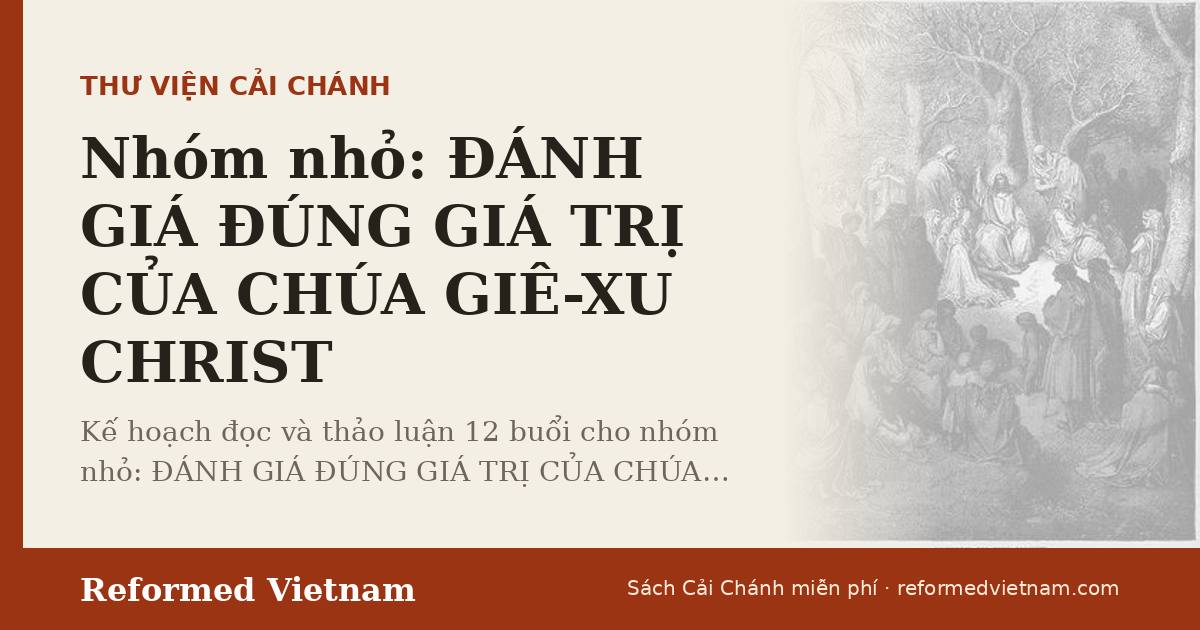 THƯ VIỆN CẢI CHÁNH
Nhóm nhỏ: ĐÁNH
GIÁ ĐÚNG GIÁ TRỊ
CỦA CHÚA GIÊ-XU
CHRIST
Kế hoạch đọc và thảo luận 12 buổi cho nhóm
nhỏ: ĐÁNH GIÁ ĐÚNG GIÁ TRỊ CỦA CHÚA...
Reformed Vietnam
Sách Cải Chánh miễn phí · reformedvietnam.com